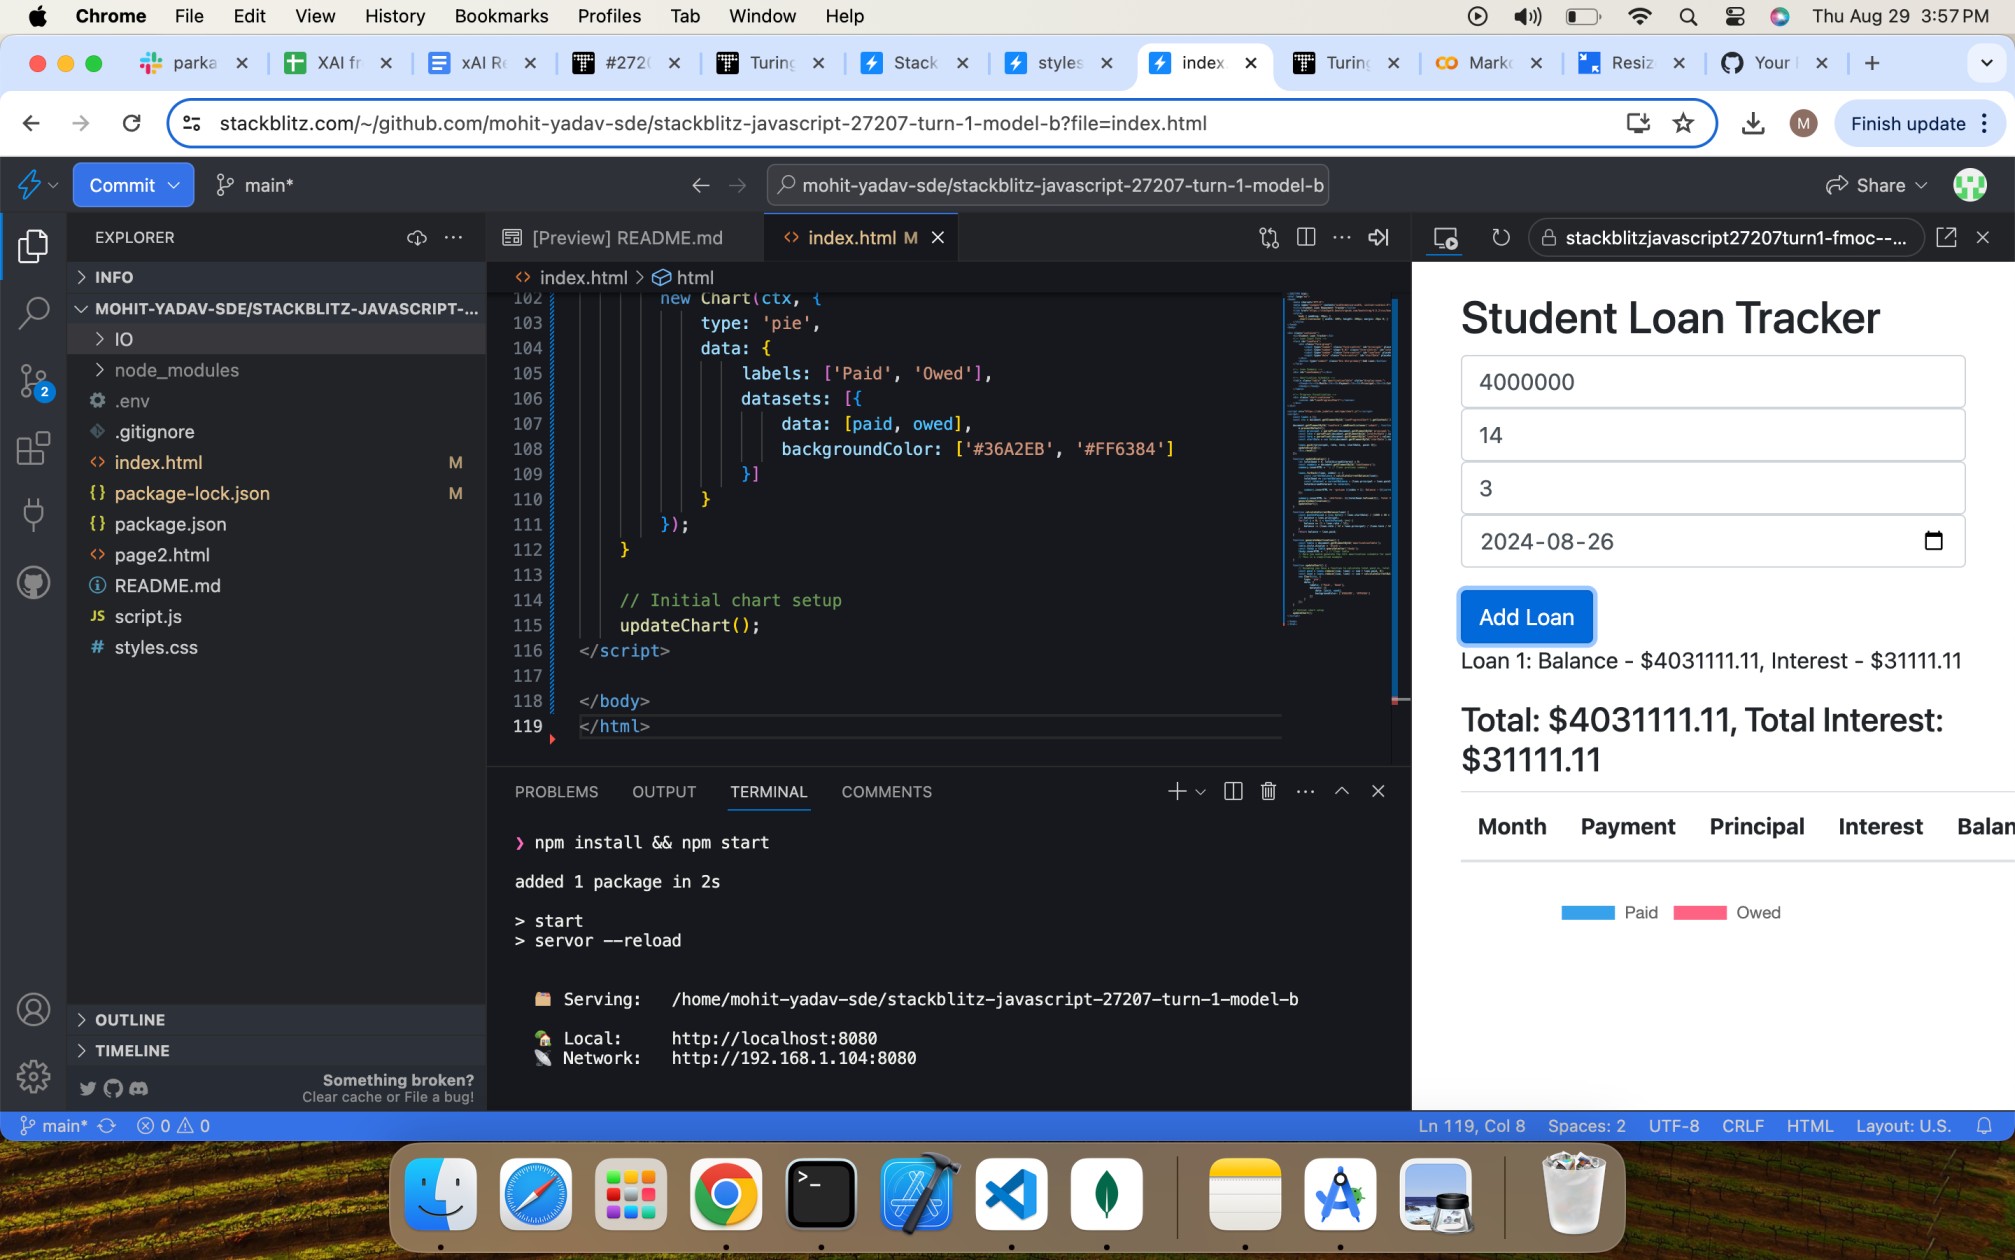 Chrome File Edit View History Bookmarks Profiles Tab Window Help Thu Aug 29 3:57 PM
parka XAI fr xAI Re #272 Turing Stack styles index. Turing Mark Resiz Your
stackblitz.com/~/github.com/mohit-yadav-sde/stackblitz-javascript-27207-turn-1-model-b?file=index.html
M
Finish update
Commit main*
mohit-yadav-sde/stackblitz-javascript-27207-turn-1-model-b
Share
EXPLORER
INFO
MOHIT-YADAV-SDE/STACKBLITZ-JAVASCRIPT-...
IO
node_modules
.env
.gitignore
index.html M
package-lock.json M
package.json
page2.html
README.md
JS script.js
# styles.css
2
OUTLINE
TIMELINE
Something broken?
Clear cache or File a bug!
[Preview] README.md
index.html M
index.html > html
102 new Chart(ctx, {
103 type: 'pie',
104 data: {
105 labels: ['Paid', 'Owed'],
106 datasets: [{
107 data: [paid, owed],
108 backgroundColor: ['#36A2EB', '#FF6384']
109 }]
110 }
111 });
112 }
113
114 // Initial chart setup
115 updateChart();
116 </script>
117
118 </body>
119 </html>
PROBLEMS OUTPUT TERMINAL COMMENTS
❯ npm install && npm start
added 1 package in 2s
> start
> servor --reload
Serving: /home/mohit-yadav-sde/stackblitz-javascript-27207-turn-1-model-b
Local: http://localhost:8080
Network: http://192.168.1.104:8080
stackblitzjavascript27207turn1-fmoc--...
Student Loan Tracker
4000000
14
3
2024-08-26
Add Loan
Loan 1: Balance - $4031111.11, Interest - $31111.11
Total: $4031111.11, Total Interest:
$31111.11
Month Payment Principal Interest Balan
Paid Owed
main* 0 0 Ln 119, Col 8 Spaces: 2 UTF-8 CRLF HTML Layout: U.S.